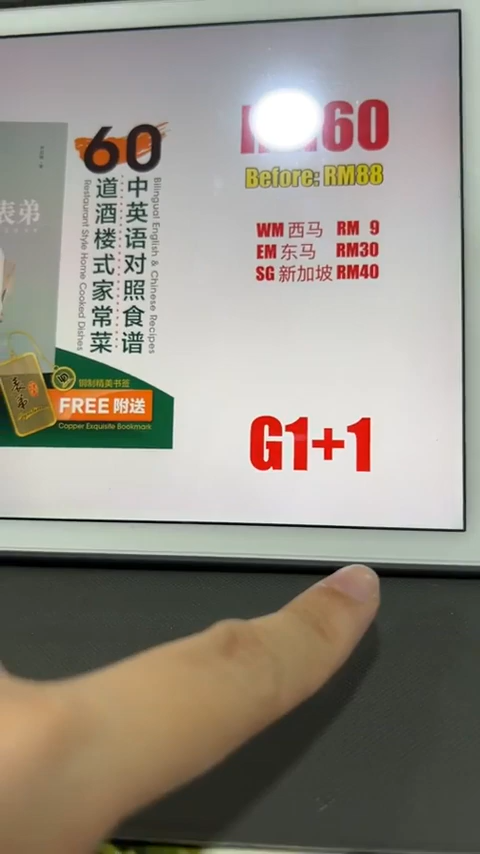 表弟
60
中英语对照食谱
道酒楼式家常菜
Bilingual English & Chinese Recipes
Restaurant Style Home Cooked Dishes
铜制精美书签
FREE 附送
Copper Exquisite Bookmark
60
Before: RM88
WM 西马 RM 9
EM 东马 RM30
SG 新加坡 RM40
G1+1